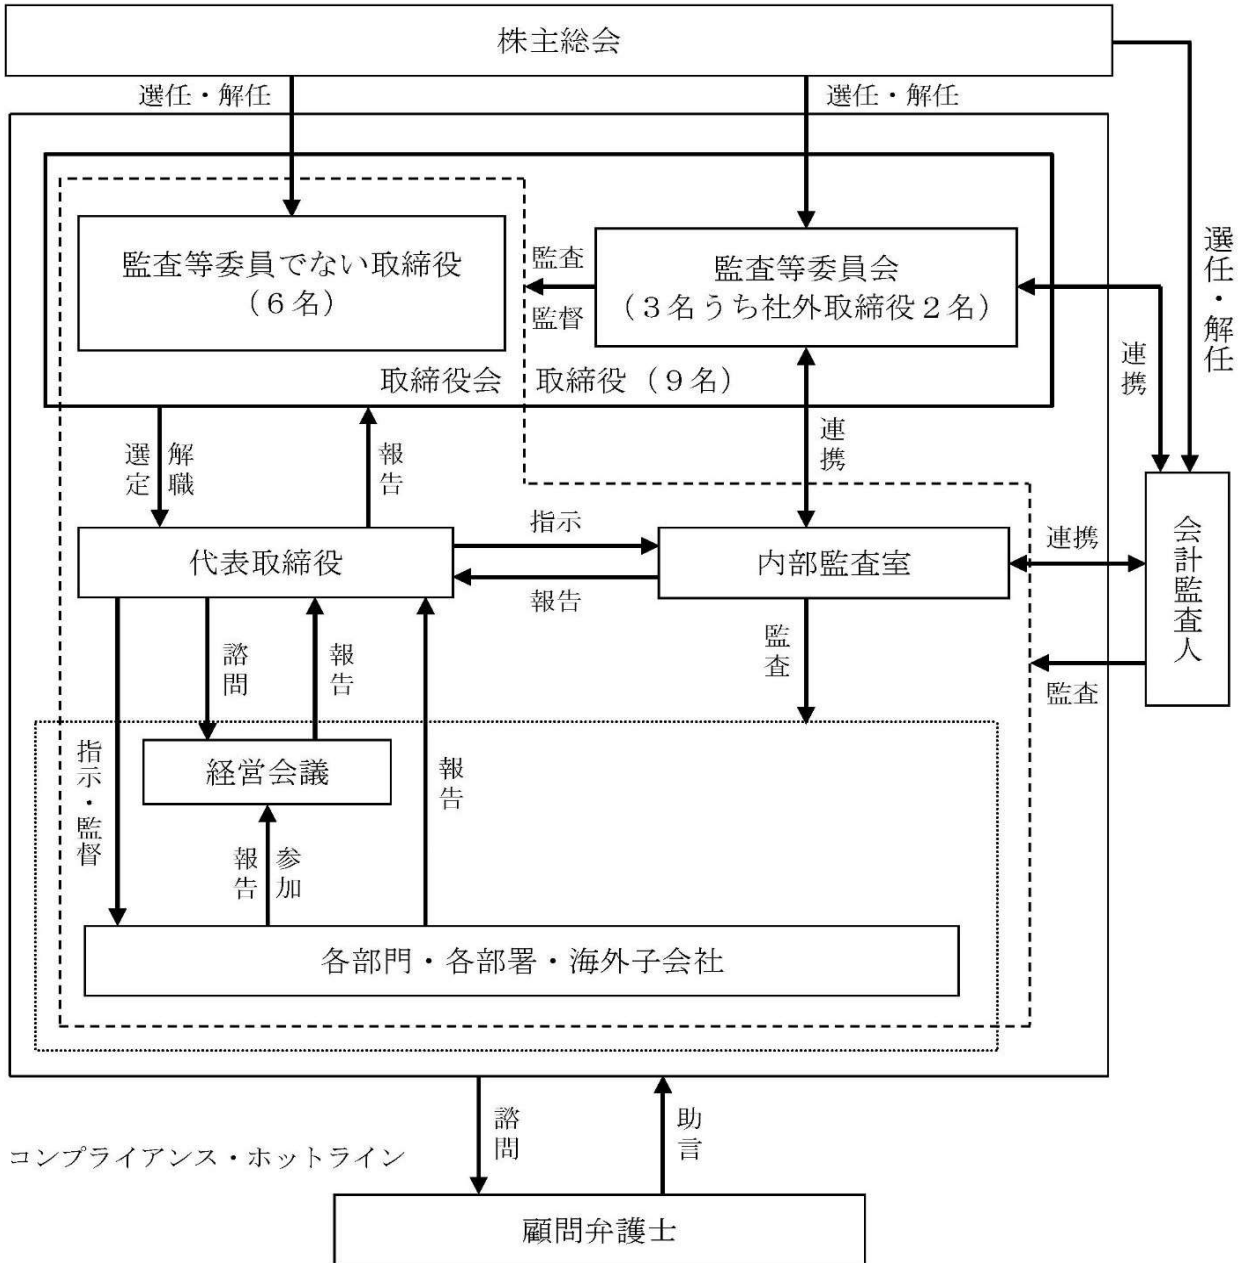 株主総会
選任・解任
選任・解任
選任・解任
監査等委員でない取締役
(6名)
監査
監督
監査等委員会
(3名うち社外取締役2名)
連携
取締役会
取締役(9名)
選定
解職
報告
連携
代表取締役
指示
報告
内部監査室
連携
会計監査人
監査
諮問
報告
監査
指示・監督
経営会議
報告
報告
参加
各部門・各部署・海外子会社
諮問
助言
コンプライアンス・ホットライン
顧問弁護士